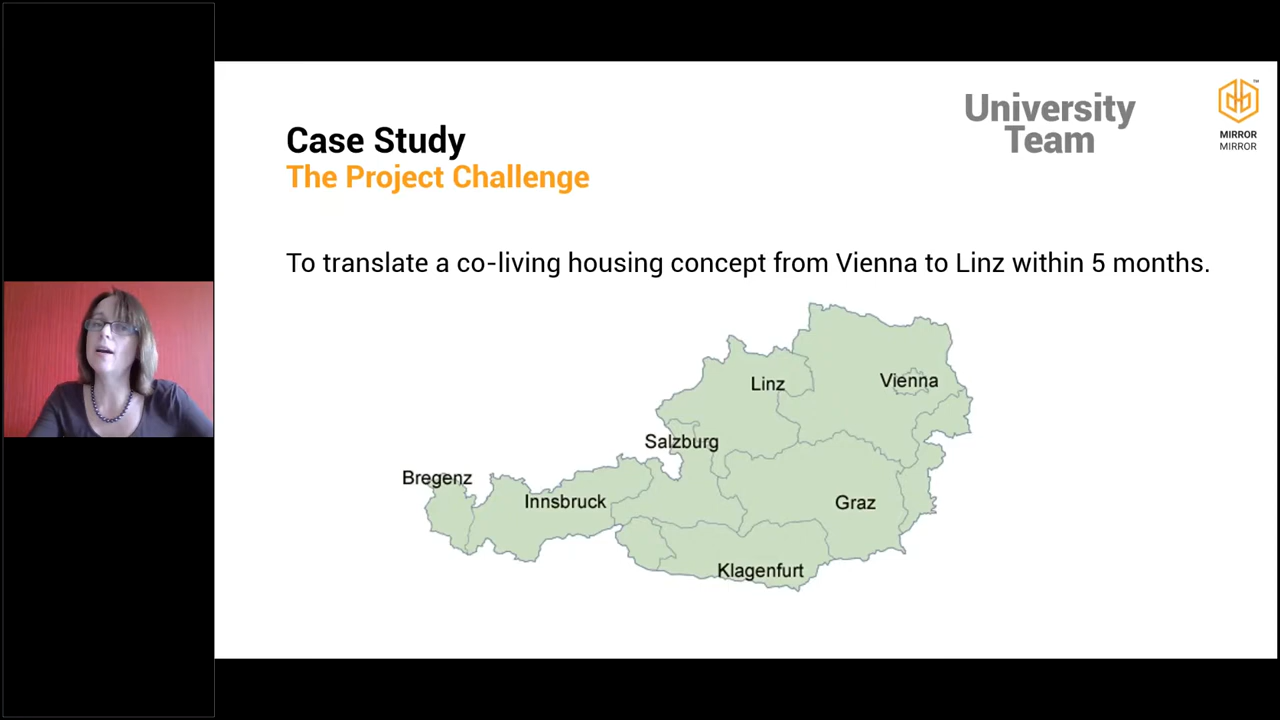 University
Team
MIRROR
MIRROR
™
Case Study
The Project Challenge
To translate a co-living housing concept from Vienna to Linz within 5 months.
Linz
Vienna
Salzburg
Bregenz
Innsbruck
Graz
Klagenfurt